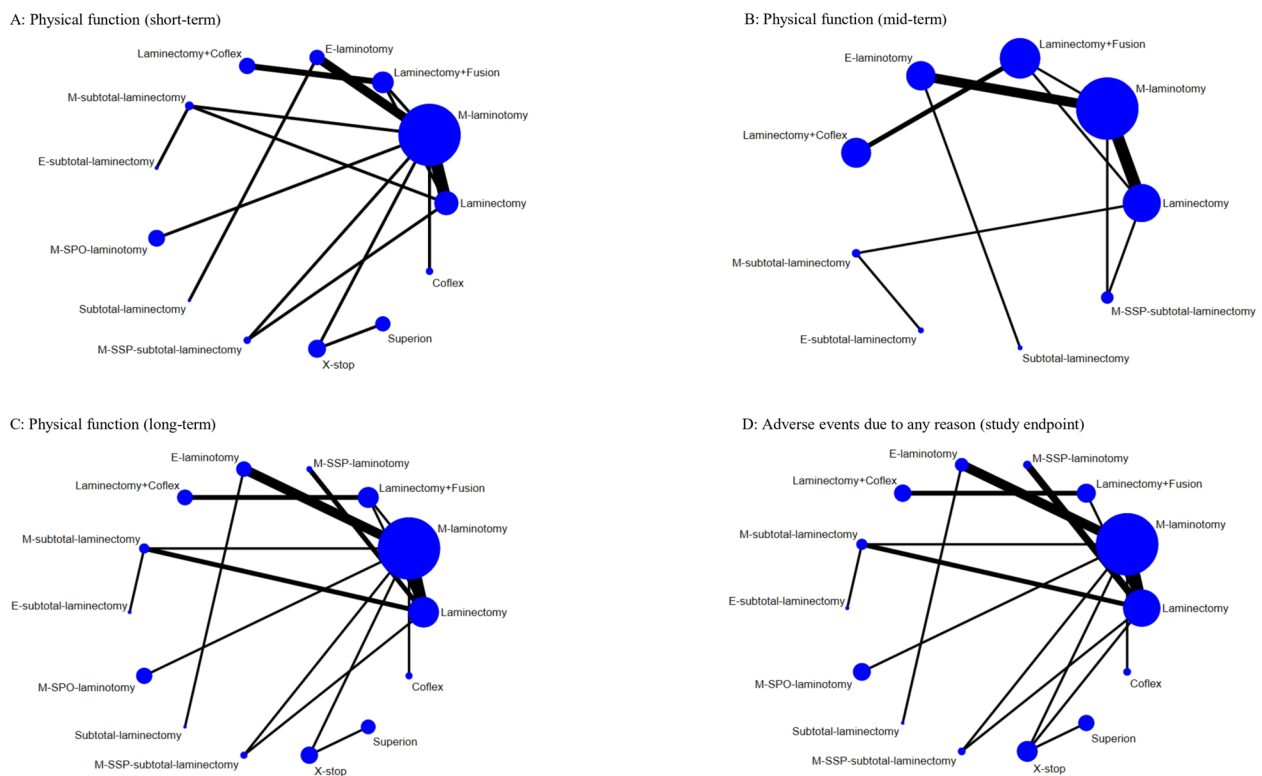 A: Physical function (short-term)
E-laminotomy
Laminectomy+Coflex
Laminectomy+Fusion
M-subtotal-laminectomy
M-laminotomy
E-subtotal-laminectomy
Laminectomy
M-SPO-laminotomy
Coflex
Subtotal-laminectomy
Superion
M-SSP-subtotal-laminectomy
X-stop
B: Physical function (mid-term)
Laminectomy+Fusion
E-laminotomy
M-laminotomy
Laminectomy+Coflex
Laminectomy
M-subtotal-laminectomy
M-SSP-subtotal-laminectomy
E-subtotal-laminectomy
Subtotal-laminectomy
C: Physical function (long-term)
E-laminotomy
M-SSP-laminotomy
Laminectomy+Coflex
Laminectomy+Fusion
M-laminotomy
M-subtotal-laminectomy
E-subtotal-laminectomy
Laminectomy
M-SPO-laminotomy
Coflex
Subtotal-laminectomy
Superion
M-SSP-subtotal-laminectomy
X-stop
D: Adverse events due to any reason (study endpoint)
E-laminotomy
M-SSP-laminotomy
Laminectomy+Coflex
Laminectomy+Fusion
M-laminotomy
M-subtotal-laminectomy
E-subtotal-laminectomy
Laminectomy
M-SPO-laminotomy
Coflex
Subtotal-laminectomy
Superion
M-SSP-subtotal-laminectomy
X-stop